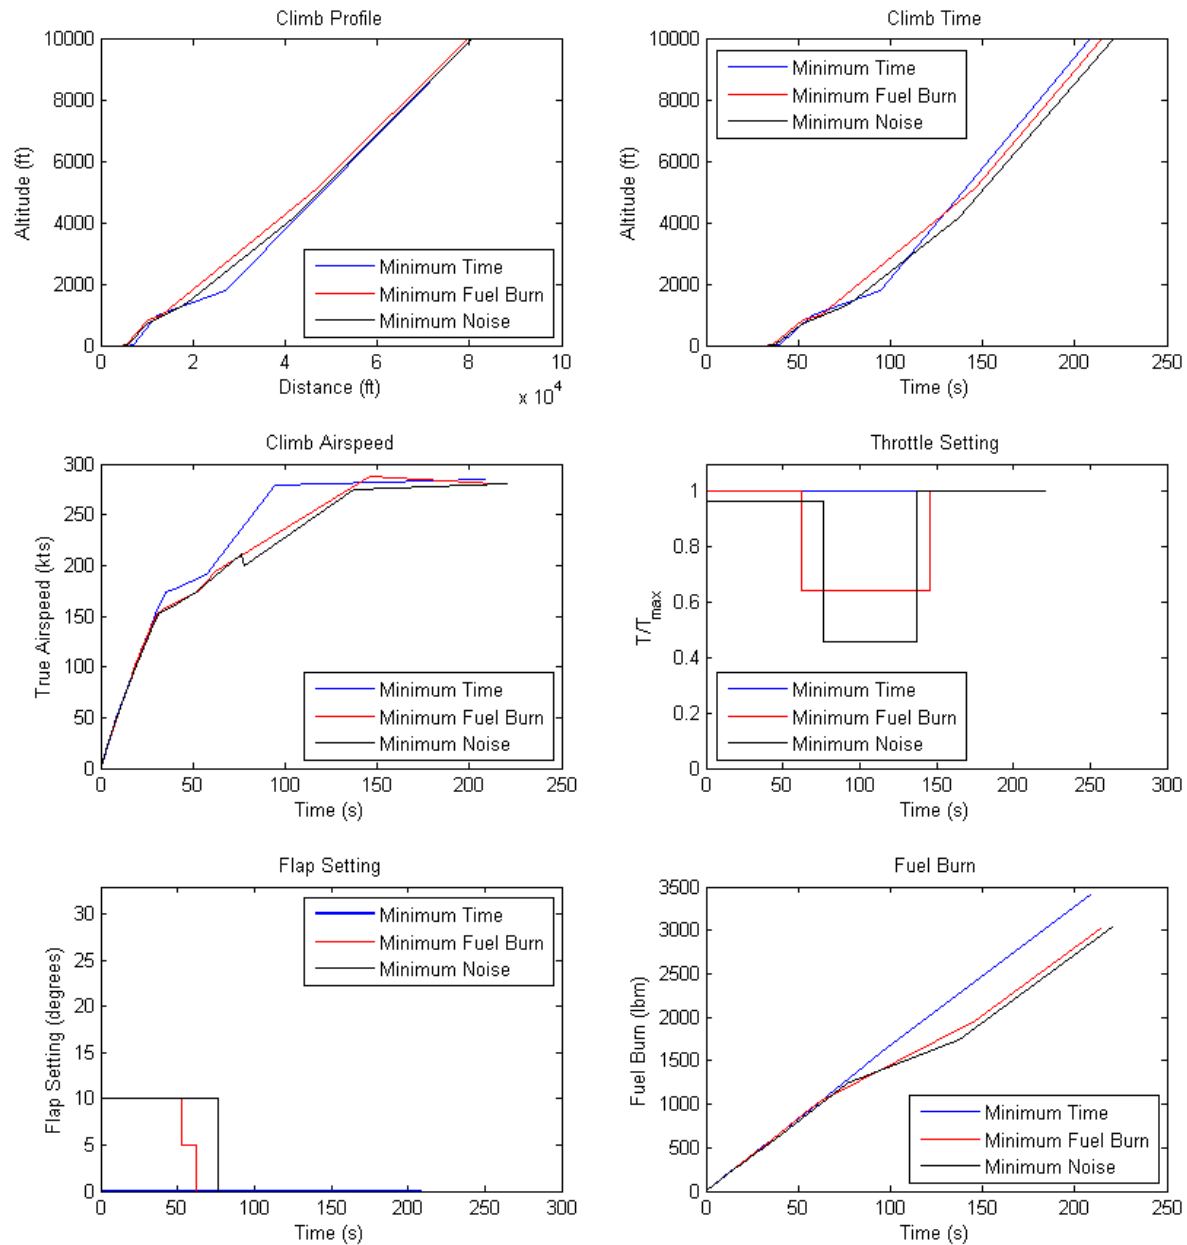 Climb Profile
10000
8000
6000
4000
2000
0
Altitude (ft)
Minimum Time
Minimum Fuel Burn
Minimum Noise
0 2 4 6 8 10
Distance (ft)
x 10^4
Climb Time
10000
8000
6000
4000
2000
0
Altitude (ft)
Minimum Time
Minimum Fuel Burn
Minimum Noise
0 50 100 150 200 250
Time (s)
Climb Airspeed
300
250
200
150
100
50
0
True Airspeed (kts)
Minimum Time
Minimum Fuel Burn
Minimum Noise
0 50 100 150 200 250
Time (s)
Throttle Setting
1
0.8
0.6
0.4
0.2
0
T/T_max
Minimum Time
Minimum Fuel Burn
Minimum Noise
0 50 100 150 200 250 300
Time (s)
Flap Setting
30
25
20
15
10
5
0
Flap Setting (degrees)
Minimum Time
Minimum Fuel Burn
Minimum Noise
0 50 100 150 200 250 300
Time (s)
Fuel Burn
3500
3000
2500
2000
1500
1000
500
0
Fuel Burn (lbm)
Minimum Time
Minimum Fuel Burn
Minimum Noise
0 50 100 150 200 250
Time (s)